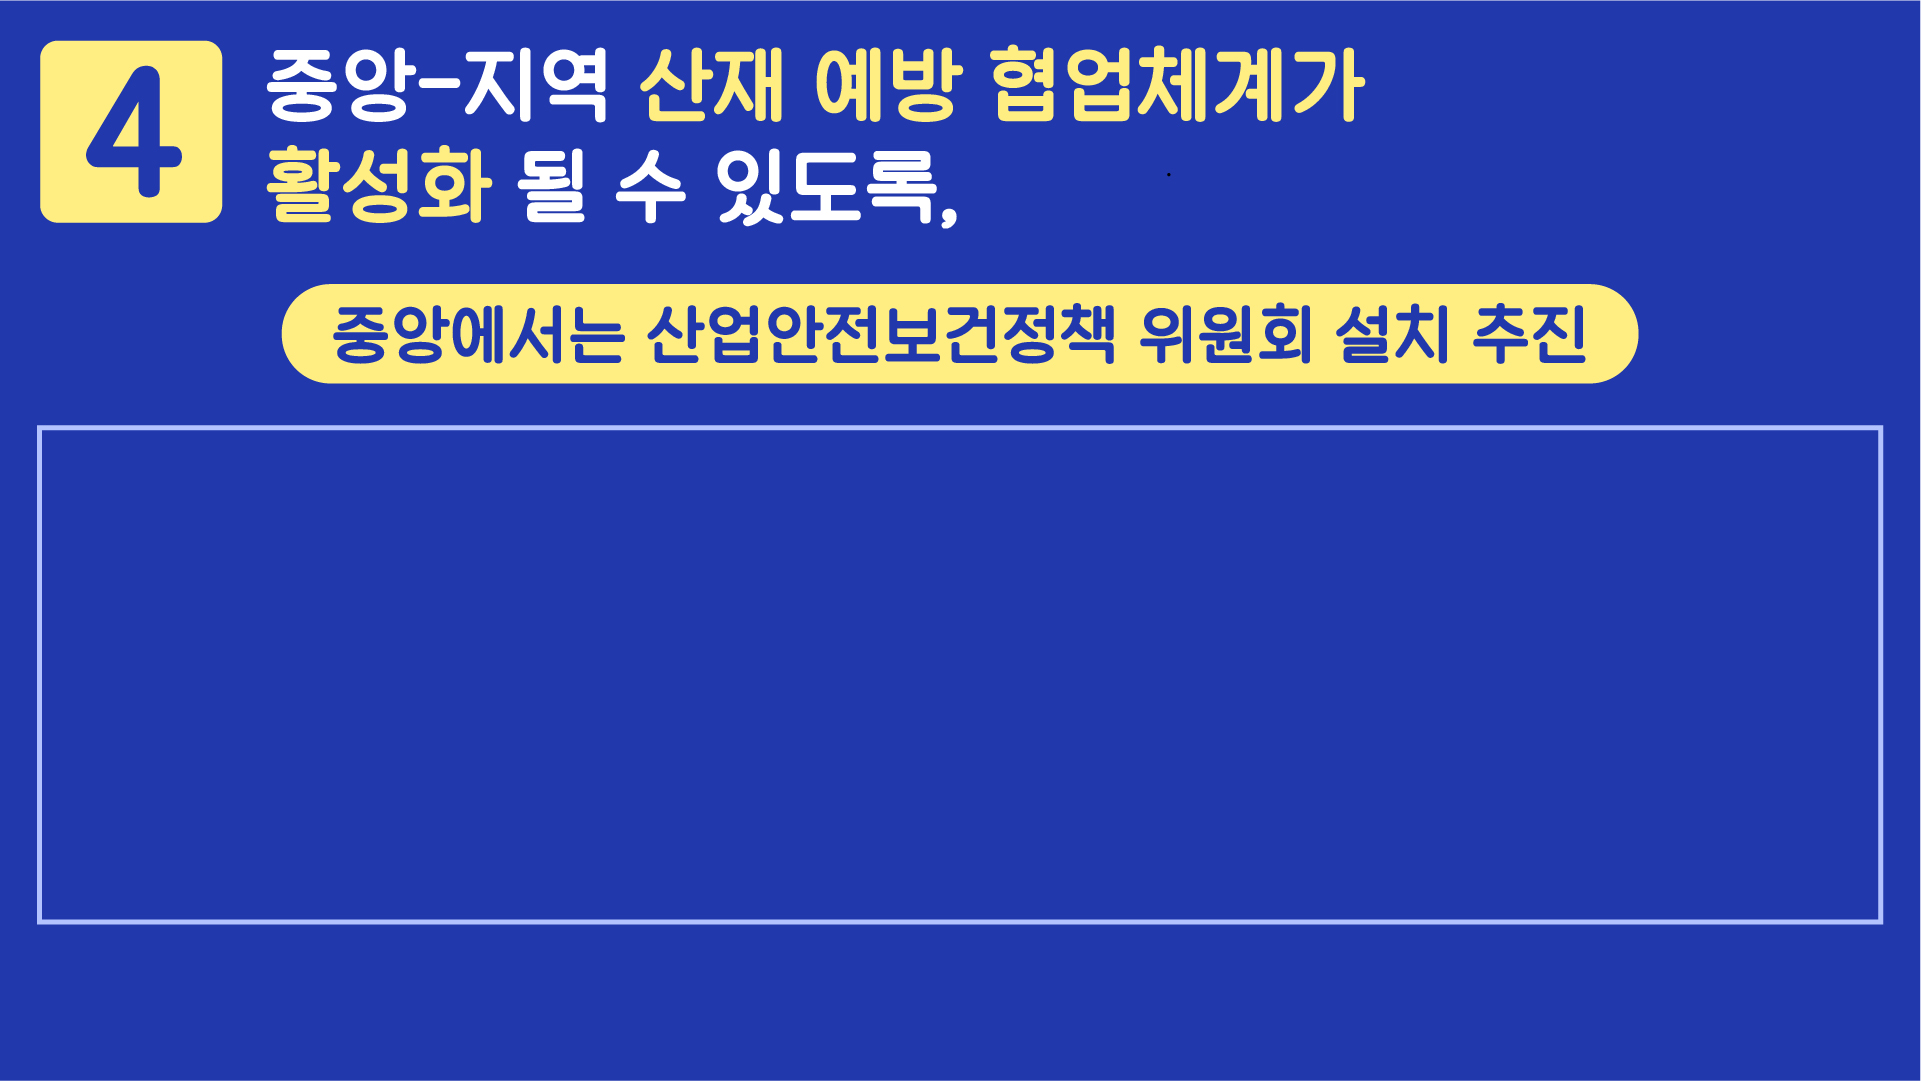 4
중앙-지역 산재 예방 협업체계가
활성화 될 수 있도록,
중앙에서는 산업안전보건정책 위원회 설치 추진